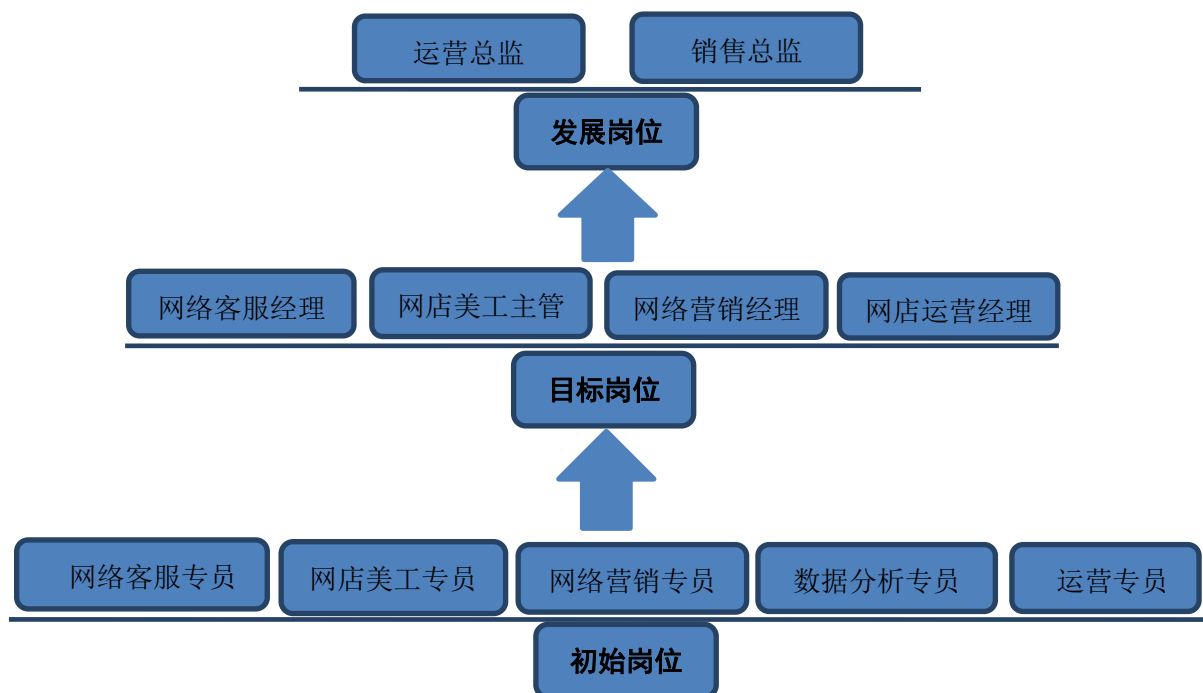 运营总监
销售总监
发展岗位
网络客服经理
网店美工主管
网络营销经理
网店运营经理
目标岗位
网络客服专员
网店美工专员
网络营销专员
数据分析专员
运营专员
初始岗位